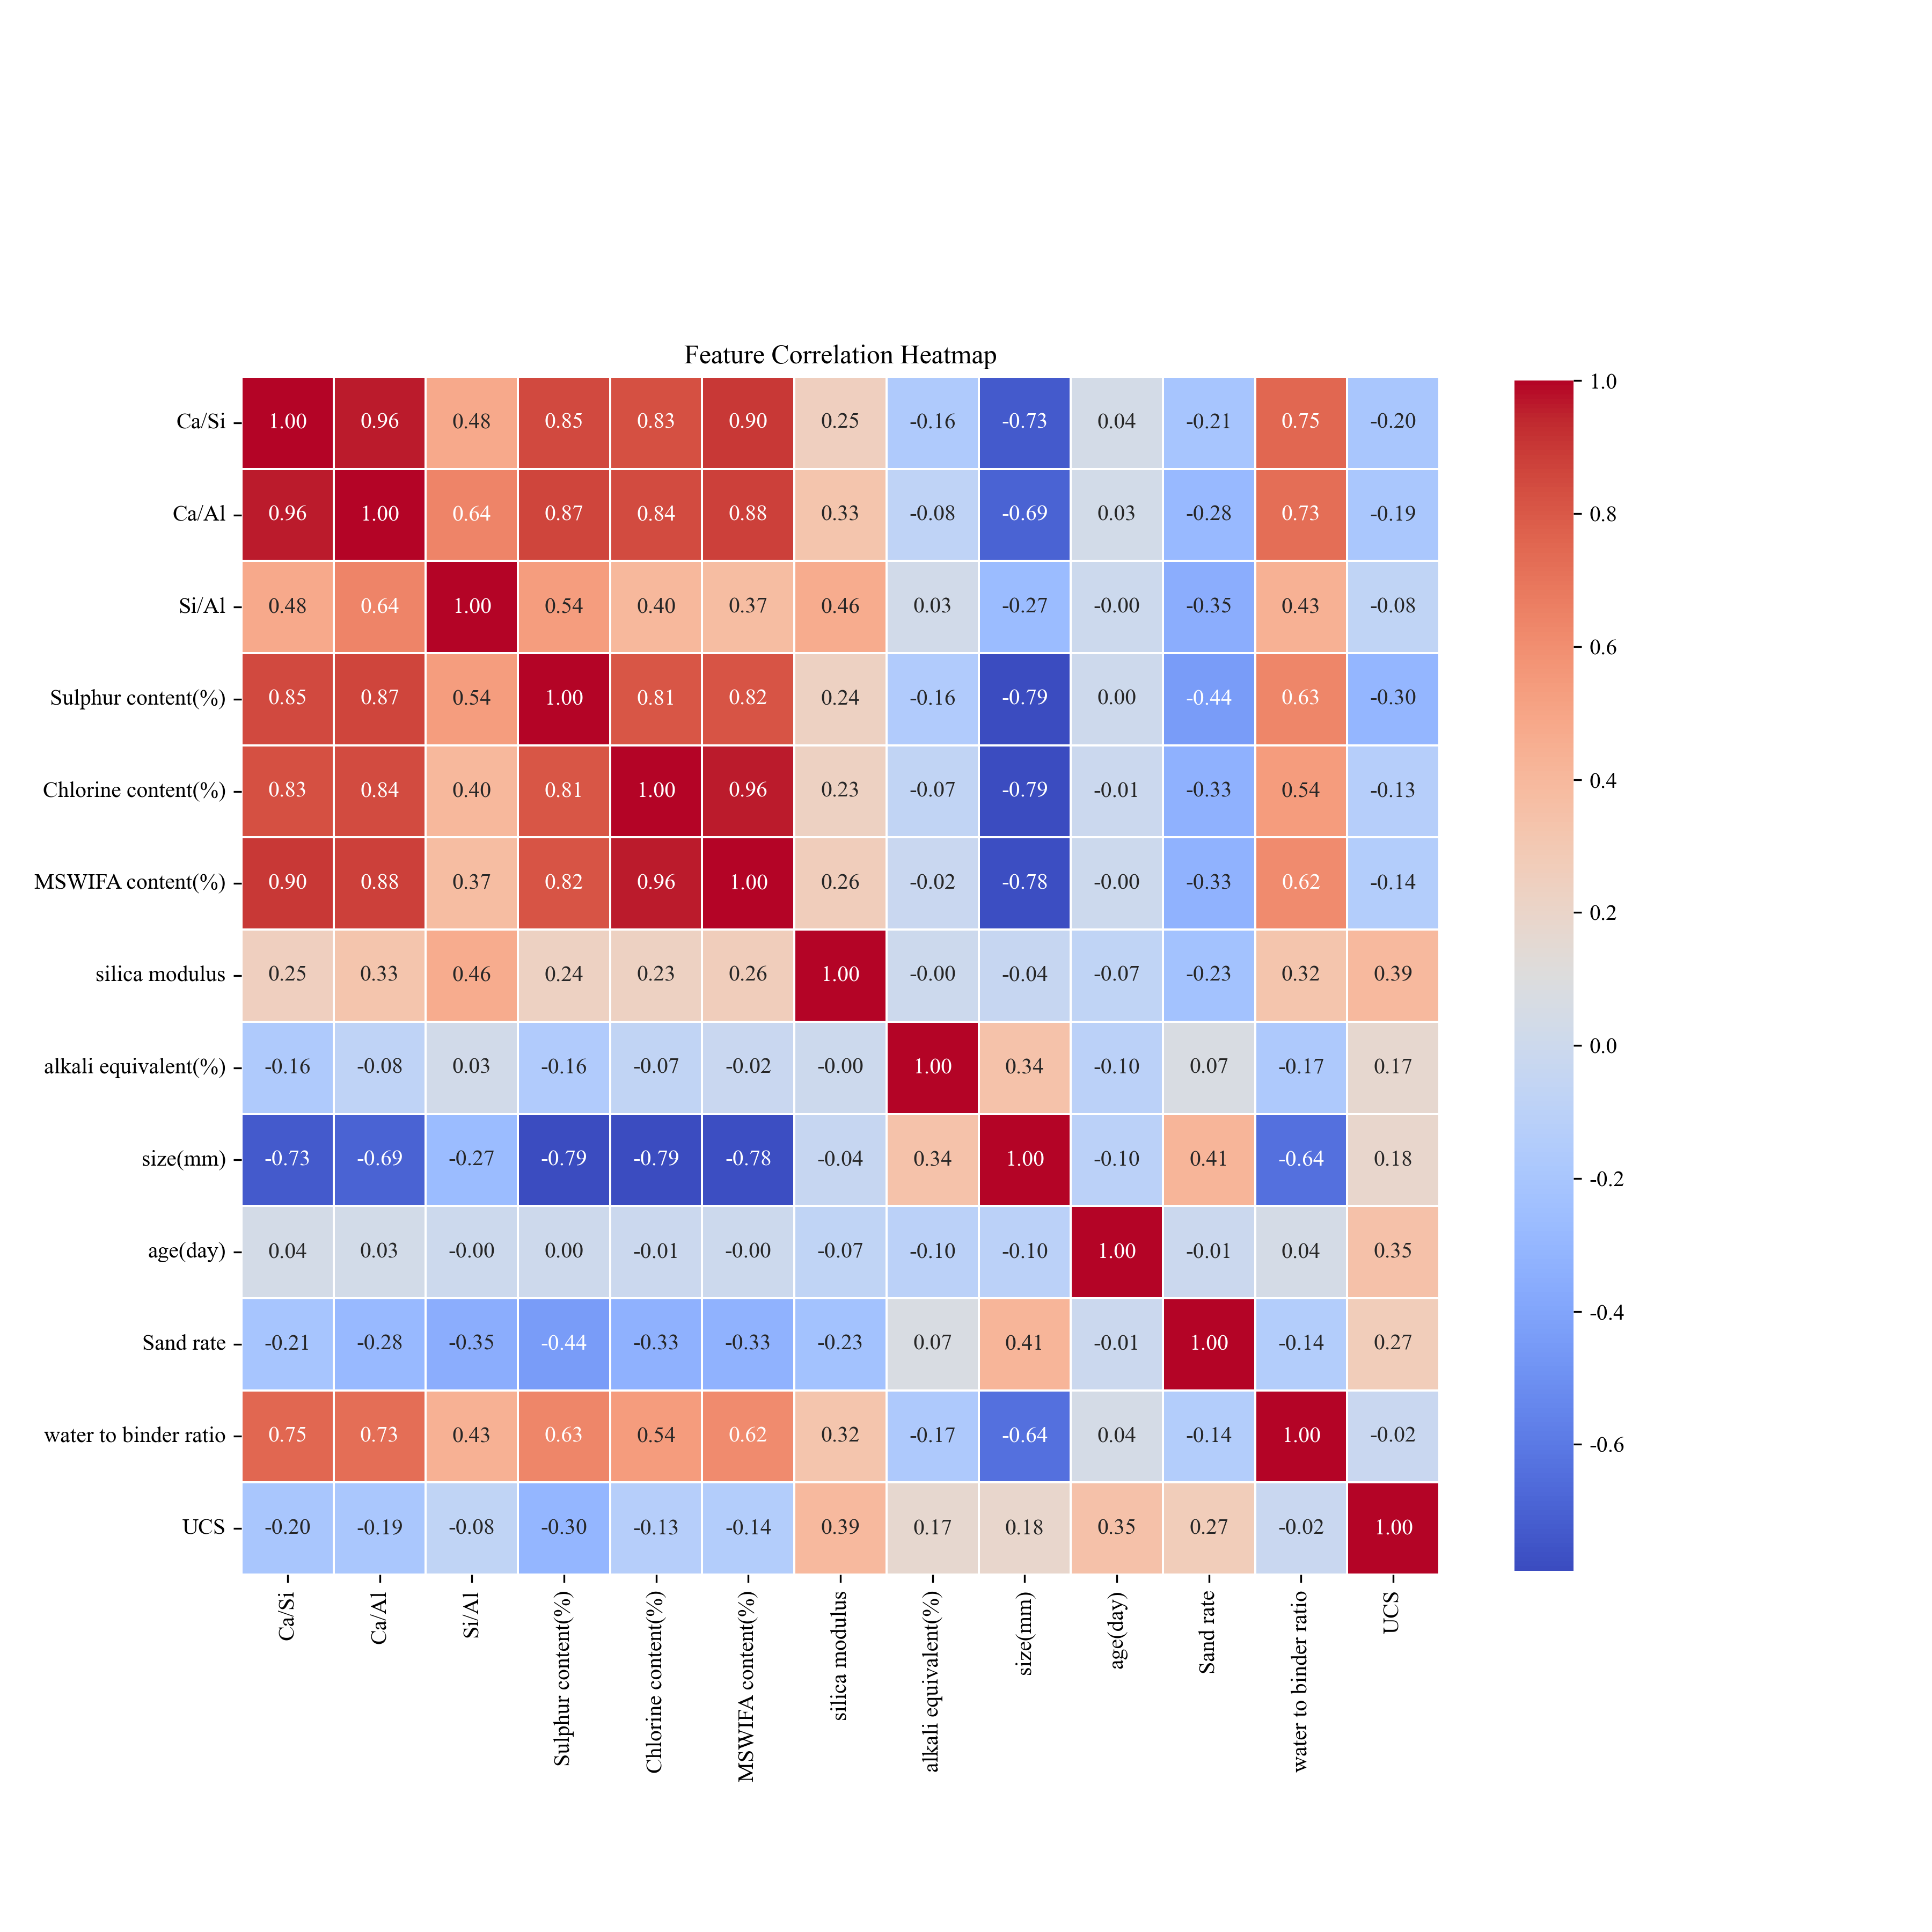 Feature Correlation Heatmap
Ca/Si 1.00 0.96 0.48 0.85 0.83 0.90 0.25 -0.16 -0.73 0.04 -0.21 0.75 -0.20
Ca/Al 0.96 1.00 0.64 0.87 0.84 0.88 0.33 -0.08 -0.69 0.03 -0.28 0.73 -0.19
Si/Al 0.48 0.64 1.00 0.54 0.40 0.37 0.46 0.03 -0.27 -0.00 -0.35 0.43 -0.08
Sulphur content(%) 0.85 0.87 0.54 1.00 0.81 0.82 0.24 -0.16 -0.79 0.00 -0.44 0.63 -0.30
Chlorine content(%) 0.83 0.84 0.40 0.81 1.00 0.96 0.23 -0.07 -0.79 -0.01 -0.33 0.54 -0.13
MSWIFA content(%) 0.90 0.88 0.37 0.82 0.96 1.00 0.26 -0.02 -0.78 -0.00 -0.33 0.62 -0.14
silica modulus 0.25 0.33 0.46 0.24 0.23 0.26 1.00 -0.00 -0.04 -0.07 -0.23 0.32 0.39
alkali equivalent(%) -0.16 -0.08 0.03 -0.16 -0.07 -0.02 -0.00 1.00 0.34 -0.10 0.07 -0.17 0.17
size(mm) -0.73 -0.69 -0.27 -0.79 -0.79 -0.78 -0.04 0.34 1.00 -0.10 0.41 -0.64 0.18
age(day) 0.04 0.03 -0.00 0.00 -0.01 -0.00 -0.07 -0.10 -0.10 1.00 -0.01 0.04 0.35
Sand rate -0.21 -0.28 -0.35 -0.44 -0.33 -0.33 -0.23 0.07 0.41 -0.01 1.00 -0.14 0.27
water to binder ratio 0.75 0.73 0.43 0.63 0.54 0.62 0.32 -0.17 -0.64 0.04 -0.14 1.00 -0.02
UCS -0.20 -0.19 -0.08 -0.30 -0.13 -0.14 0.39 0.17 0.18 0.35 0.27 -0.02 1.00
Ca/Si
Ca/Al
Si/Al
Sulphur content(%)
Chlorine content(%)
MSWIFA content(%)
silica modulus
alkali equivalent(%)
size(mm)
age(day)
Sand rate
water to binder ratio
UCS
1.0
0.8
0.6
0.4
0.2
0.0
-0.2
-0.4
-0.6